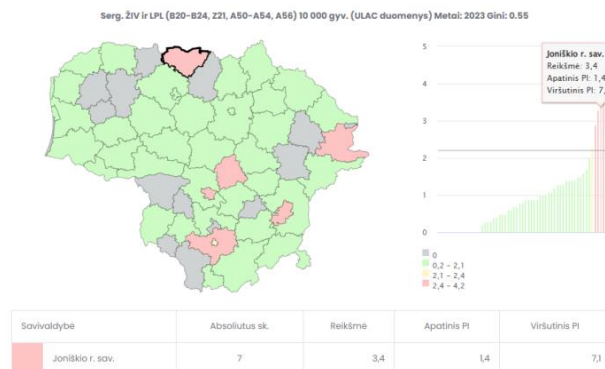 Serg. ŽIV ir LPL (B20-B24, Z21, A50-A54, A56) 10 000 gyv. (ULAC duomenys) Metai: 2023 Gini: 0.55
5
4
3
2
1
0
Joniškio r. sav.
Reikšmė: 3,4
Apatinis PI: 1,4
Viršutinis PI: 7,
0
0,2 - 2,1
2,1 - 2,4
2,4 - 4,2
Savivaldybė Absoliutus sk. Reikšmė Apatinis PI Viršutinis PI
Joniškio r. sav. 7 3,4 1,4 7,1